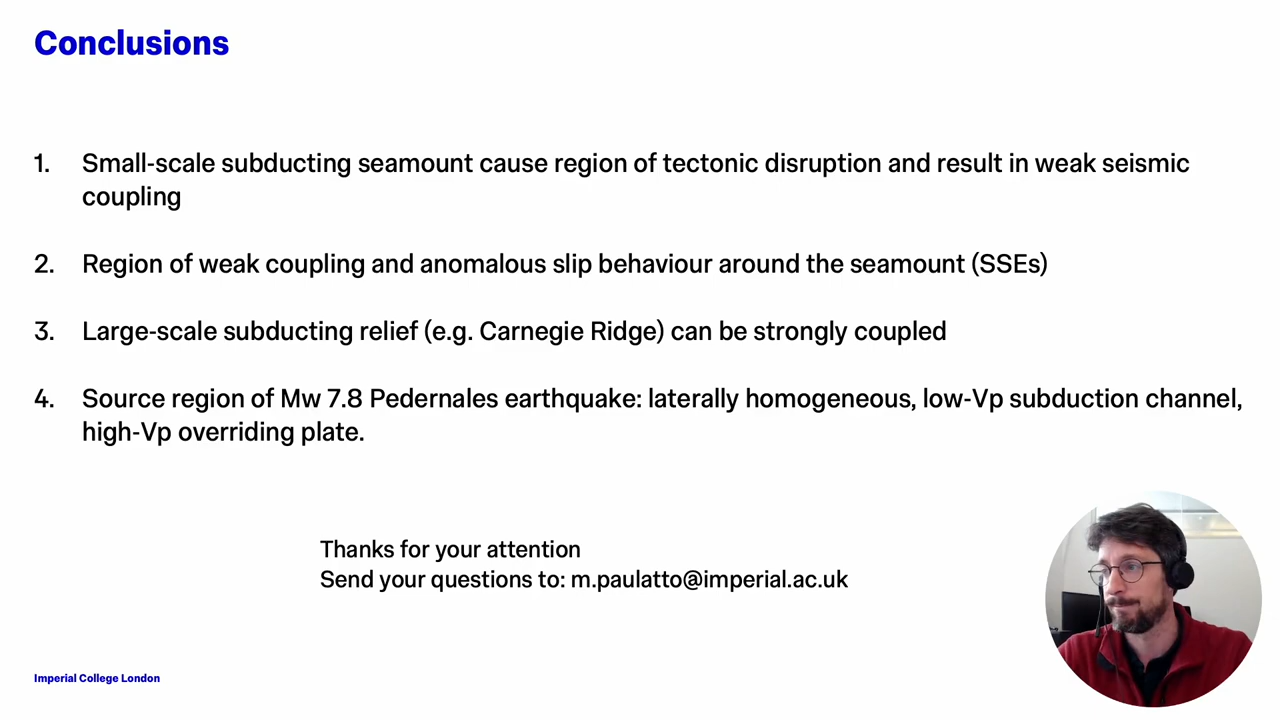 Conclusions
1. Small-scale subducting seamount cause region of tectonic disruption and result in weak seismic
coupling
2. Region of weak coupling and anomalous slip behaviour around the seamount (SSEs)
3. Large-scale subducting relief (e.g. Carnegie Ridge) can be strongly coupled
4. Source region of Mw 7.8 Pedernales earthquake: laterally homogeneous, low-Vp subduction channel,
high-Vp overriding plate.
Thanks for your attention
Send your questions to: m.paulatto@imperial.ac.uk
Imperial College London